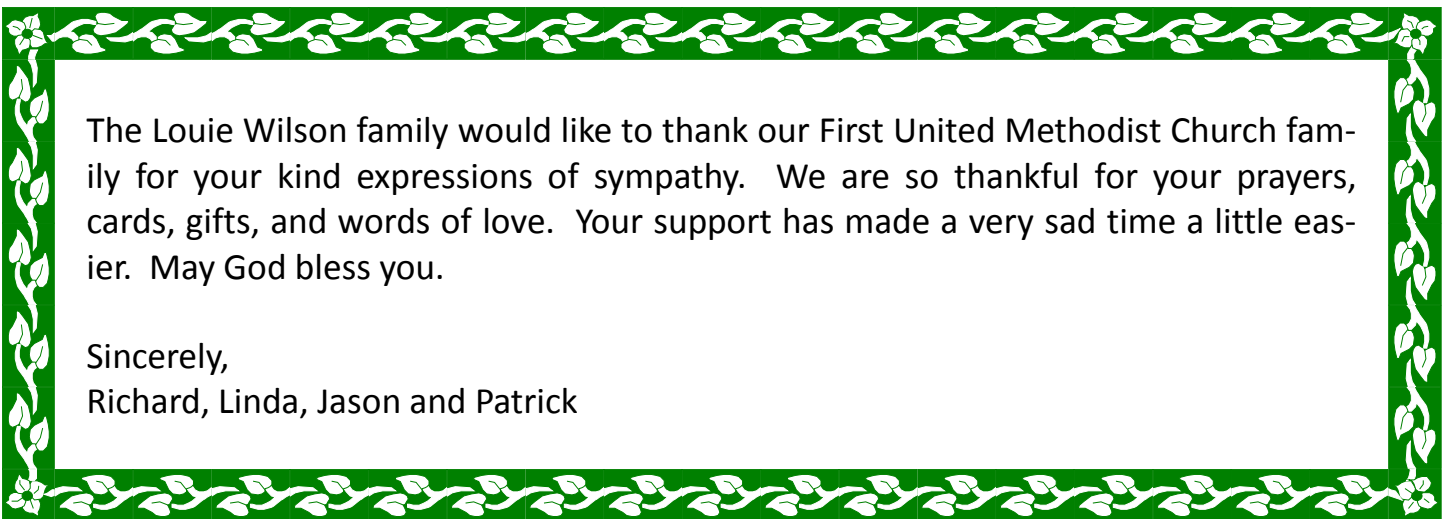 The Louie Wilson family would like to thank our First United Methodist Church fam-
ily for your kind expressions of sympathy.  We are so thankful for your prayers,
cards, gifts, and words of love.  Your support has made a very sad time a little eas-
ier.  May God bless you.

Sincerely,
Richard, Linda, Jason and Patrick